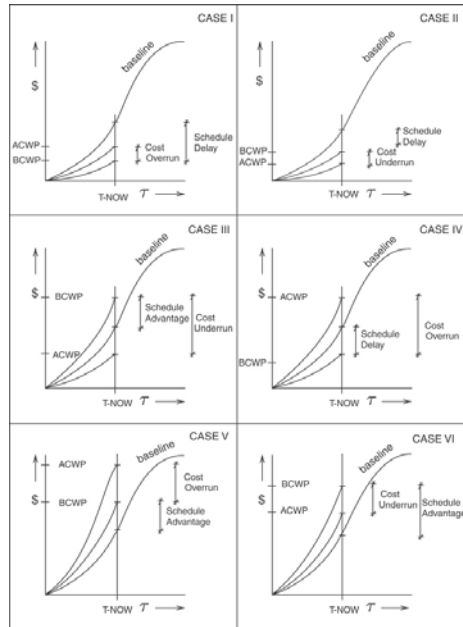 CASE I
baseline
$
ACWP
BCWP
Cost
Overrun
Schedule
Delay
T-NOW
τ
CASE II
baseline
$
BCWP
ACWP
Schedule
Delay
Cost
Underrun
T-NOW
τ
CASE III
baseline
$
BCWP
ACWP
Schedule
Advantage
Cost
Underrun
T-NOW
τ
CASE IV
baseline
$
ACWP
BCWP
Schedule
Delay
Cost
Overrun
T-NOW
τ
CASE V
baseline
ACWP
$
BCWP
Cost
Overrun
Schedule
Advantage
T-NOW
τ
CASE VI
baseline
BCWP
$
ACWP
Cost
Underrun
Schedule
Advantage
T-NOW
τ